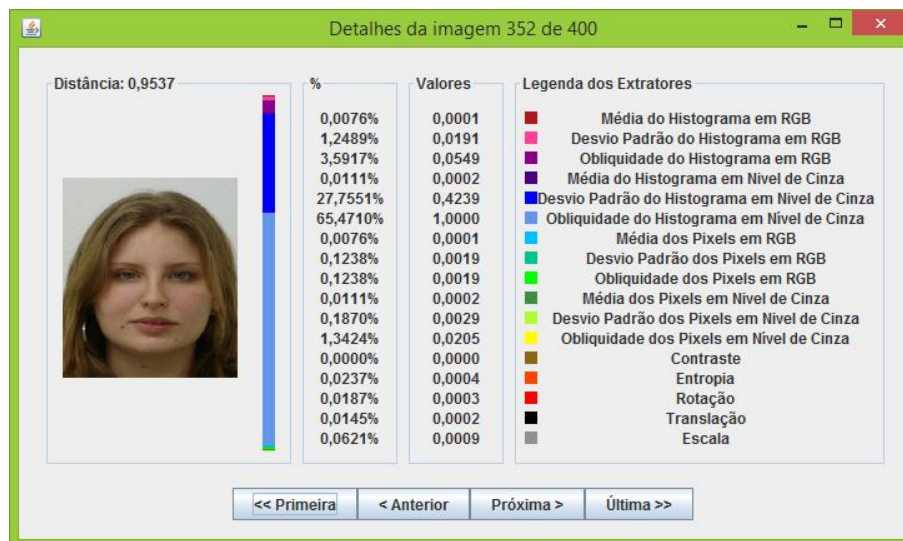 Detalhes da imagem 352 de 400
Distância: 0,9537
%
Valores
Legenda dos Extratores
0,0076% 0,0001 Média do Histograma em RGB
1,2489% 0,0191 Desvio Padrão do Histograma em RGB
3,5917% 0,0549 Obliquidade do Histograma em RGB
0,0111% 0,0002 Média do Histograma em Nivel de Cinza
27,7551% 0,4239 Desvio Padrão do Histograma em Nivel de Cinza
65,4710% 1,0000 Obliquidade do Histograma em Nível de Cinza
0,0076% 0,0001 Média dos Pixels em RGB
0,1238% 0,0019 Desvio Padrão dos Pixels em RGB
0,1238% 0,0019 Obliquidade dos Pixels em RGB
0,0111% 0,0002 Média dos Pixels em Nivel de Cinza
0,1870% 0,0029 Desvio Padrão dos Pixels em Nivel de Cinza
1,3424% 0,0205 Obliquidade dos Pixels em Nível de Cinza
0,0000% 0,0000 Contraste
0,0237% 0,0004 Entropia
0,0187% 0,0003 Rotação
0,0145% 0,0002 Translação
0,0621% 0,0009 Escala
<< Primeira < Anterior Próxima > Última >>